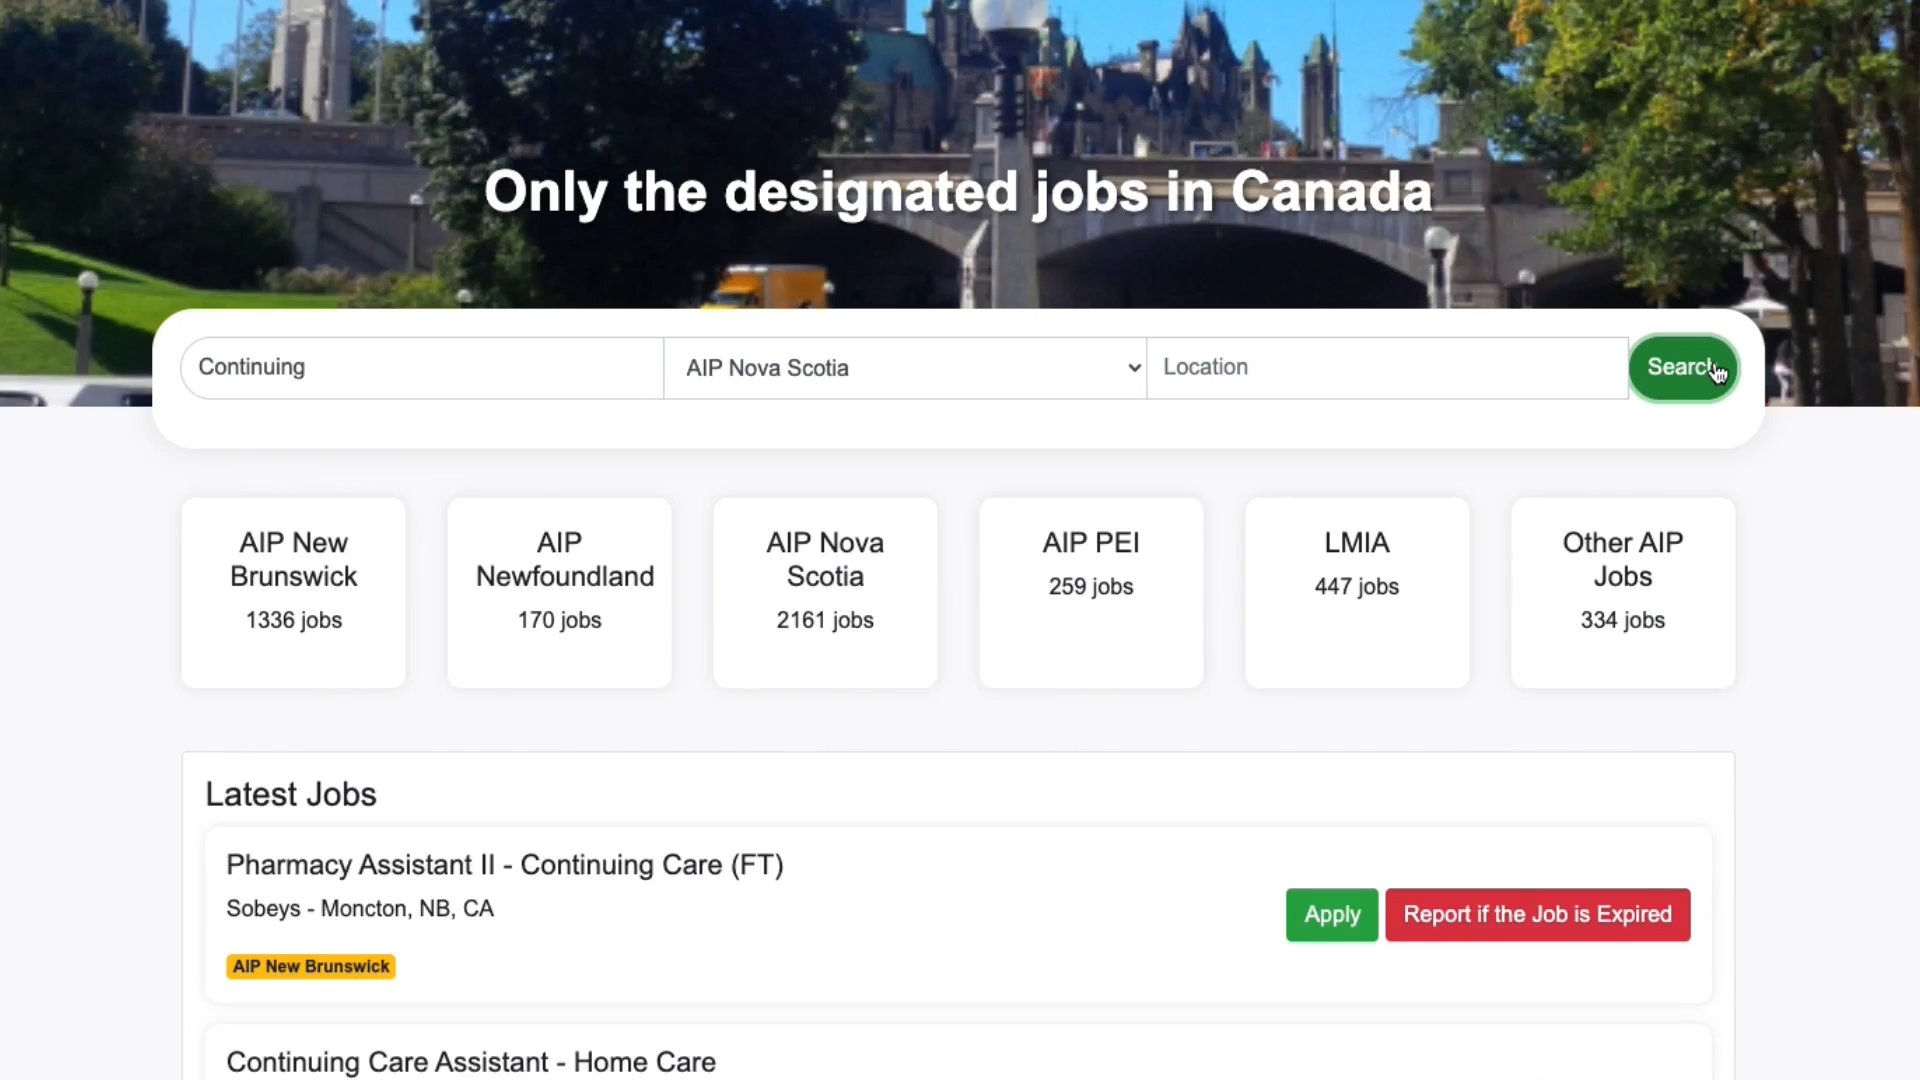 Only the designated jobs in Canada
Continuing
AIP Nova Scotia
Location
Search
AIP New
Brunswick
1336 jobs
AIP
Newfoundland
170 jobs
AIP Nova
Scotia
2161 jobs
AIP PEI
259 jobs
LMIA
447 jobs
Other AIP
Jobs
334 jobs
Latest Jobs
Pharmacy Assistant II - Continuing Care (FT)
Sobeys - Moncton, NB, CA
Apply
Report if the Job is Expired
AIP New Brunswick
Continuing Care Assistant - Home Care